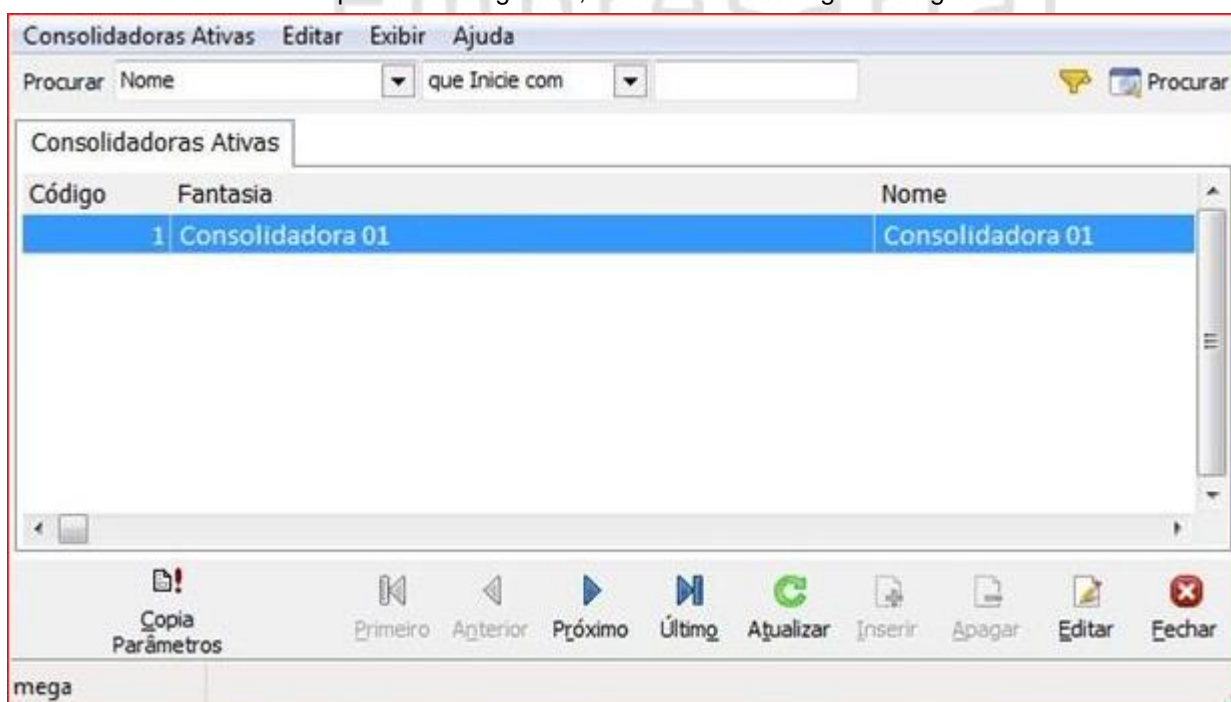 Consolidadoras Ativas Editar Exibir Ajuda
Procurar Nome que Inicie com Procurar
Consolidadoras Ativas
Código Fantasia Nome
1 Consolidadora 01 Consolidadora 01
Copia Parâmetros
Primeiro Anterior Próximo Último Atualizar Inserir Apagar Editar Fechar
mega